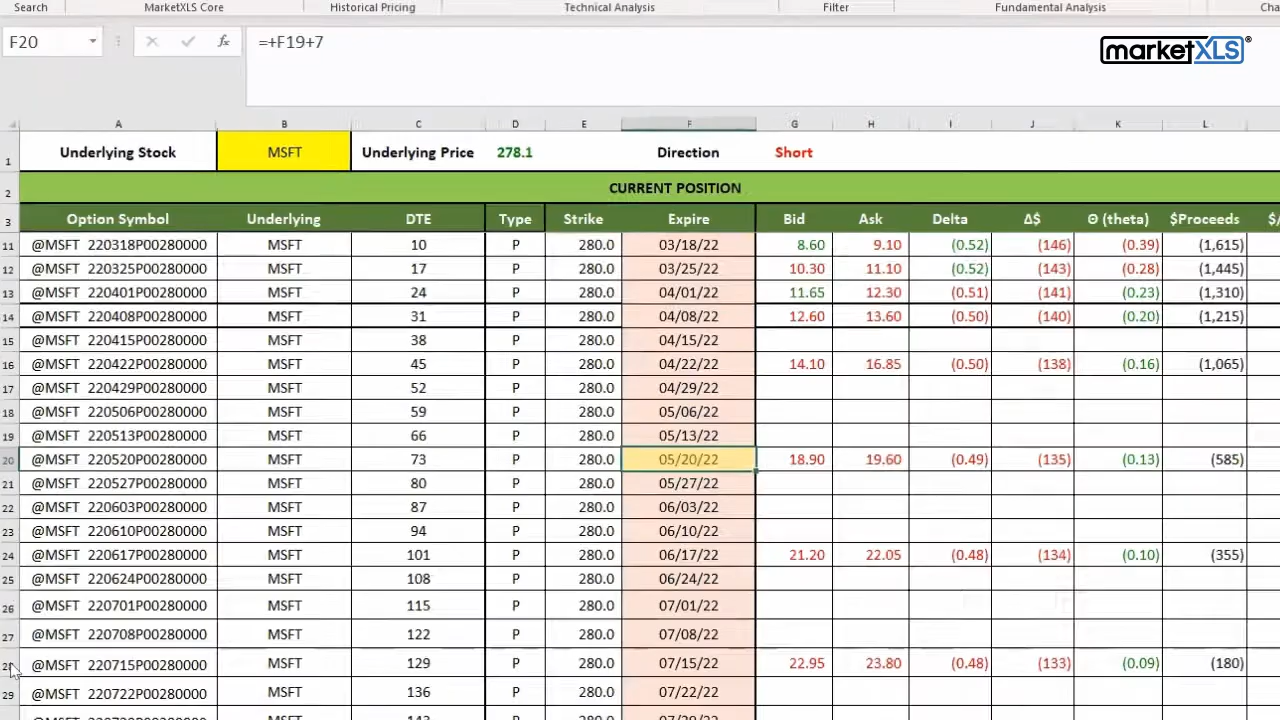 Search MarketXLS Core Historical Pricing Technical Analysis Filter Fundamental Analysis
F20 fx =+F19+7 marketXLS®
A B C D E F G H I J K L
1 Underlying Stock MSFT Underlying Price 278.1 Direction Short
2 CURRENT POSITION
3 Option Symbol Underlying DTE Type Strike Expire Bid Ask Delta Δ$ Θ (theta) $Proceeds $/
11 @MSFT 220318P00280000 MSFT 10 P 280.0 03/18/22 8.60 9.10 (0.52) (146) (0.39) (1,615)
12 @MSFT 220325P00280000 MSFT 17 P 280.0 03/25/22 10.30 11.10 (0.52) (143) (0.28) (1,445)
13 @MSFT 220401P00280000 MSFT 24 P 280.0 04/01/22 11.65 12.30 (0.51) (141) (0.23) (1,310)
14 @MSFT 220408P00280000 MSFT 31 P 280.0 04/08/22 12.60 13.60 (0.50) (140) (0.20) (1,215)
15 @MSFT 220415P00280000 MSFT 38 P 280.0 04/15/22
16 @MSFT 220422P00280000 MSFT 45 P 280.0 04/22/22 14.10 16.85 (0.50) (138) (0.16) (1,065)
17 @MSFT 220429P00280000 MSFT 52 P 280.0 04/29/22
18 @MSFT 220506P00280000 MSFT 59 P 280.0 05/06/22
19 @MSFT 220513P00280000 MSFT 66 P 280.0 05/13/22
20 @MSFT 220520P00280000 MSFT 73 P 280.0 05/20/22 18.90 19.60 (0.49) (135) (0.13) (585)
21 @MSFT 220527P00280000 MSFT 80 P 280.0 05/27/22
22 @MSFT 220603P00280000 MSFT 87 P 280.0 06/03/22
23 @MSFT 220610P00280000 MSFT 94 P 280.0 06/10/22
24 @MSFT 220617P00280000 MSFT 101 P 280.0 06/17/22 21.20 22.05 (0.48) (134) (0.10) (355)
25 @MSFT 220624P00280000 MSFT 108 P 280.0 06/24/22
26 @MSFT 220701P00280000 MSFT 115 P 280.0 07/01/22
27 @MSFT 220708P00280000 MSFT 122 P 280.0 07/08/22
@MSFT 220715P00280000 MSFT 129 P 280.0 07/15/22 22.95 23.80 (0.48) (133) (0.09) (180)
29 @MSFT 220722P00280000 MSFT 136 P 280.0 07/22/22